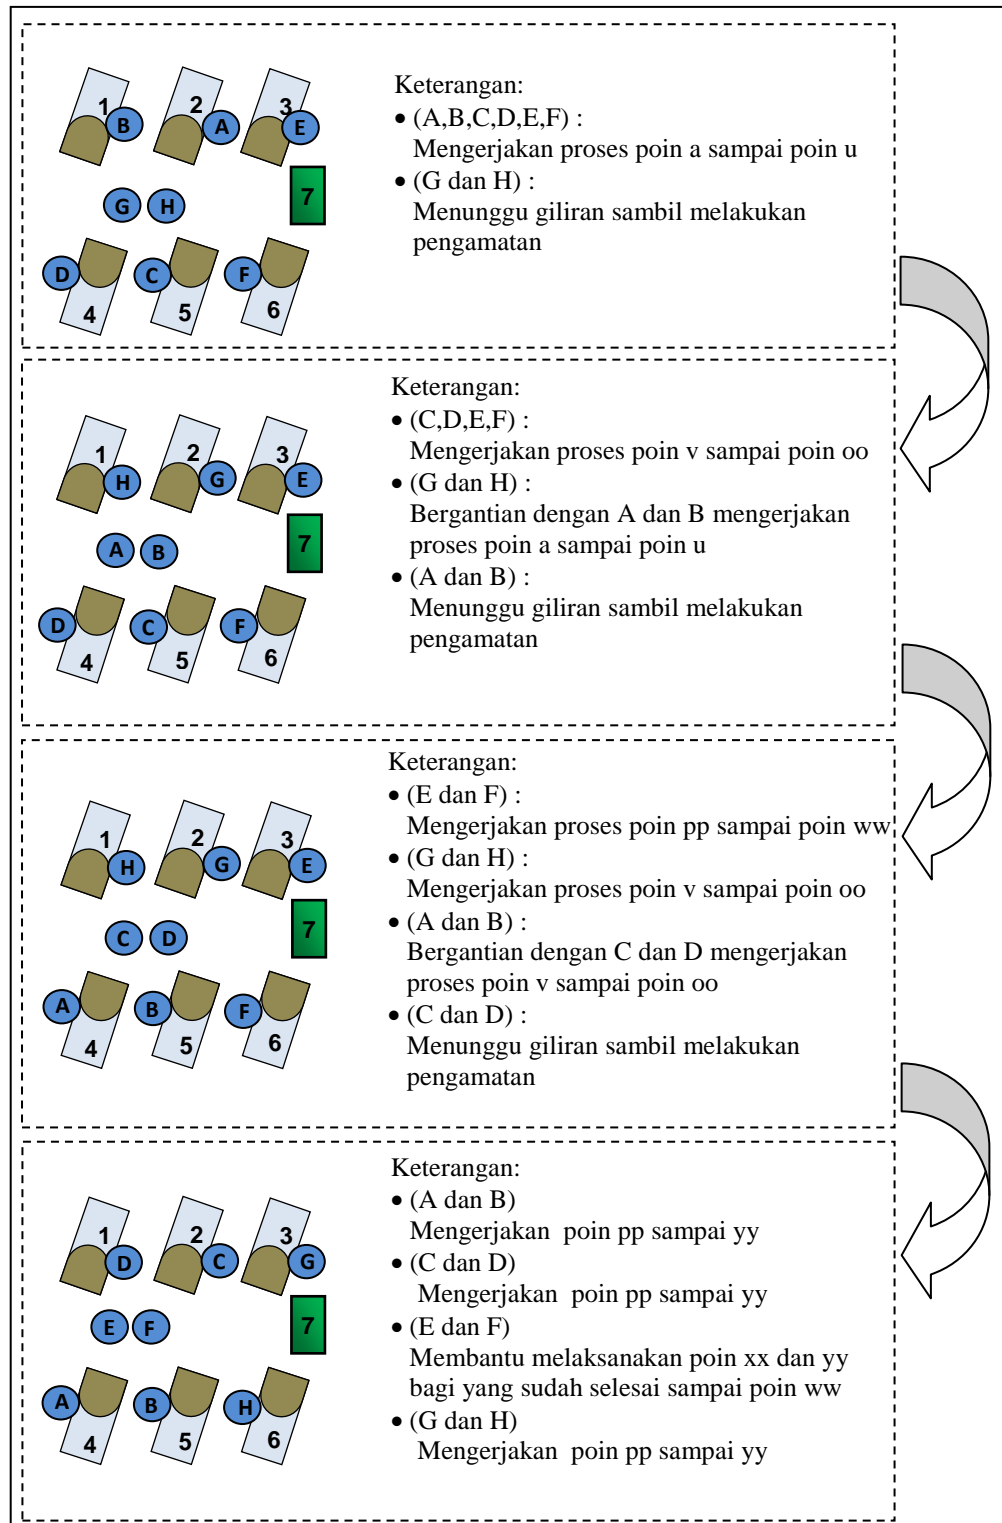 1 2 3
B A E
G H 7
D C F
4 5 6
Keterangan:
• (A,B,C,D,E,F) :
Mengerjakan proses poin a sampai poin u
• (G dan H) :
Menunggu giliran sambil melakukan
pengamatan
1 2 3
H G E
A B 7
D C F
4 5 6
Keterangan:
• (C,D,E,F) :
Mengerjakan proses poin v sampai poin oo
• (G dan H) :
Bergantian dengan A dan B mengerjakan
proses poin a sampai poin u
• (A dan B) :
Menunggu giliran sambil melakukan
pengamatan
1 2 3
H G E
C D 7
A B F
4 5 6
Keterangan:
• (E dan F) :
Mengerjakan proses poin pp sampai poin ww
• (G dan H) :
Mengerjakan proses poin v sampai poin oo
• (A dan B) :
Bergantian dengan C dan D mengerjakan
proses poin v sampai poin oo
• (C dan D) :
Menunggu giliran sambil melakukan
pengamatan
1 2 3
D C G
E F 7
A B H
4 5 6
Keterangan:
• (A dan B)
Mengerjakan poin pp sampai yy
• (C dan D)
Mengerjakan poin pp sampai yy
• (E dan F)
Membantu melaksanakan poin xx dan yy
bagi yang sudah selesai sampai poin ww
• (G dan H)
Mengerjakan poin pp sampai yy